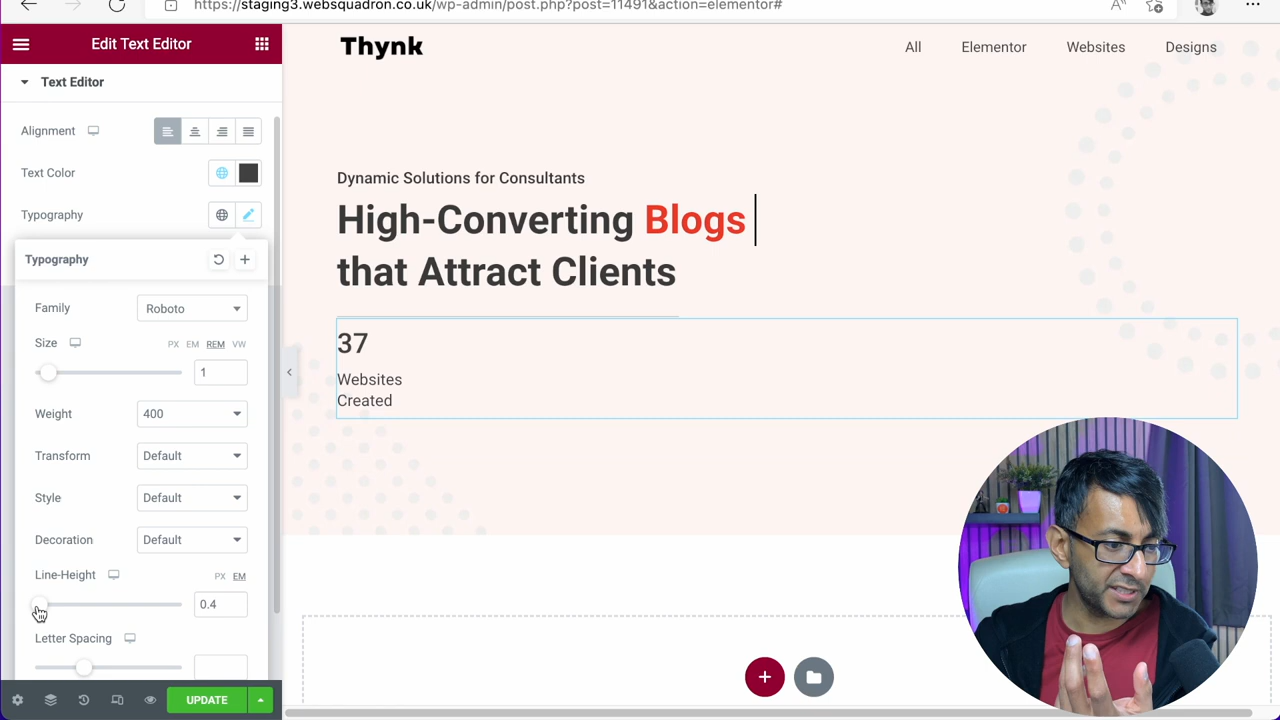 https://staging3.websquadron.co.uk/wp-admin/post.php?post=11491&action=elementor#
Edit Text Editor
Text Editor
Alignment
Text Color
Typography
Typography
Family
Roboto
Size
PX EM REM VW
1
Weight
400
Transform
Default
Style
Default
Decoration
Default
Line-Height
PX EM
0.4
Letter Spacing
UPDATE
Thynk
All
Elementor
Websites
Designs
Dynamic Solutions for Consultants
High-Converting Blogs
that Attract Clients
37
Websites
Created